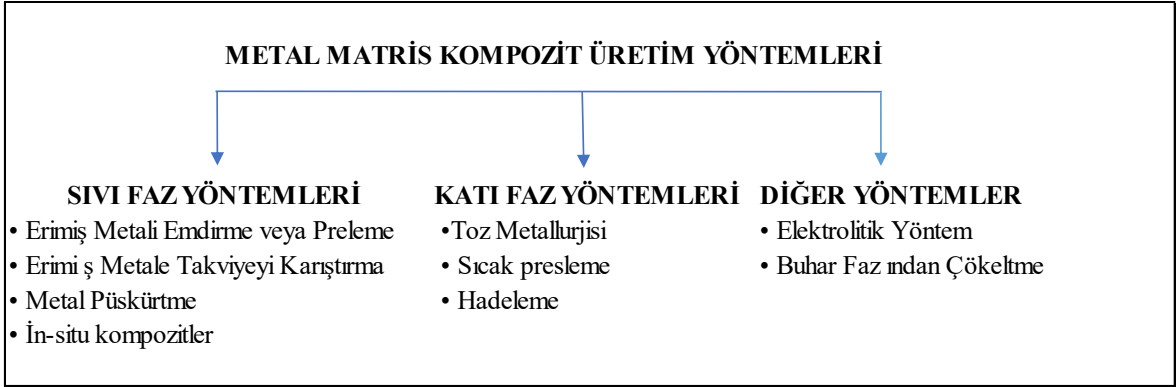 METAL MATRİS KOMPOZİT ÜRETİM YÖNTEMLERİ
SIVI FAZ YÖNTEMLERİ
• Erimiş Metali Emdirme veya Preleme
• Erimi ş Metale Takviyeyi Karıştırma
• Metal Püskürtme
• İn-situ kompozitler
KATI FAZ YÖNTEMLERİ
•Toz Metallurjisi
• Sıcak presleme
• Hadeleme
DİĞER YÖNTEMLER
• Elektrolitik Yöntem
• Buhar Faz ından Çökeltme